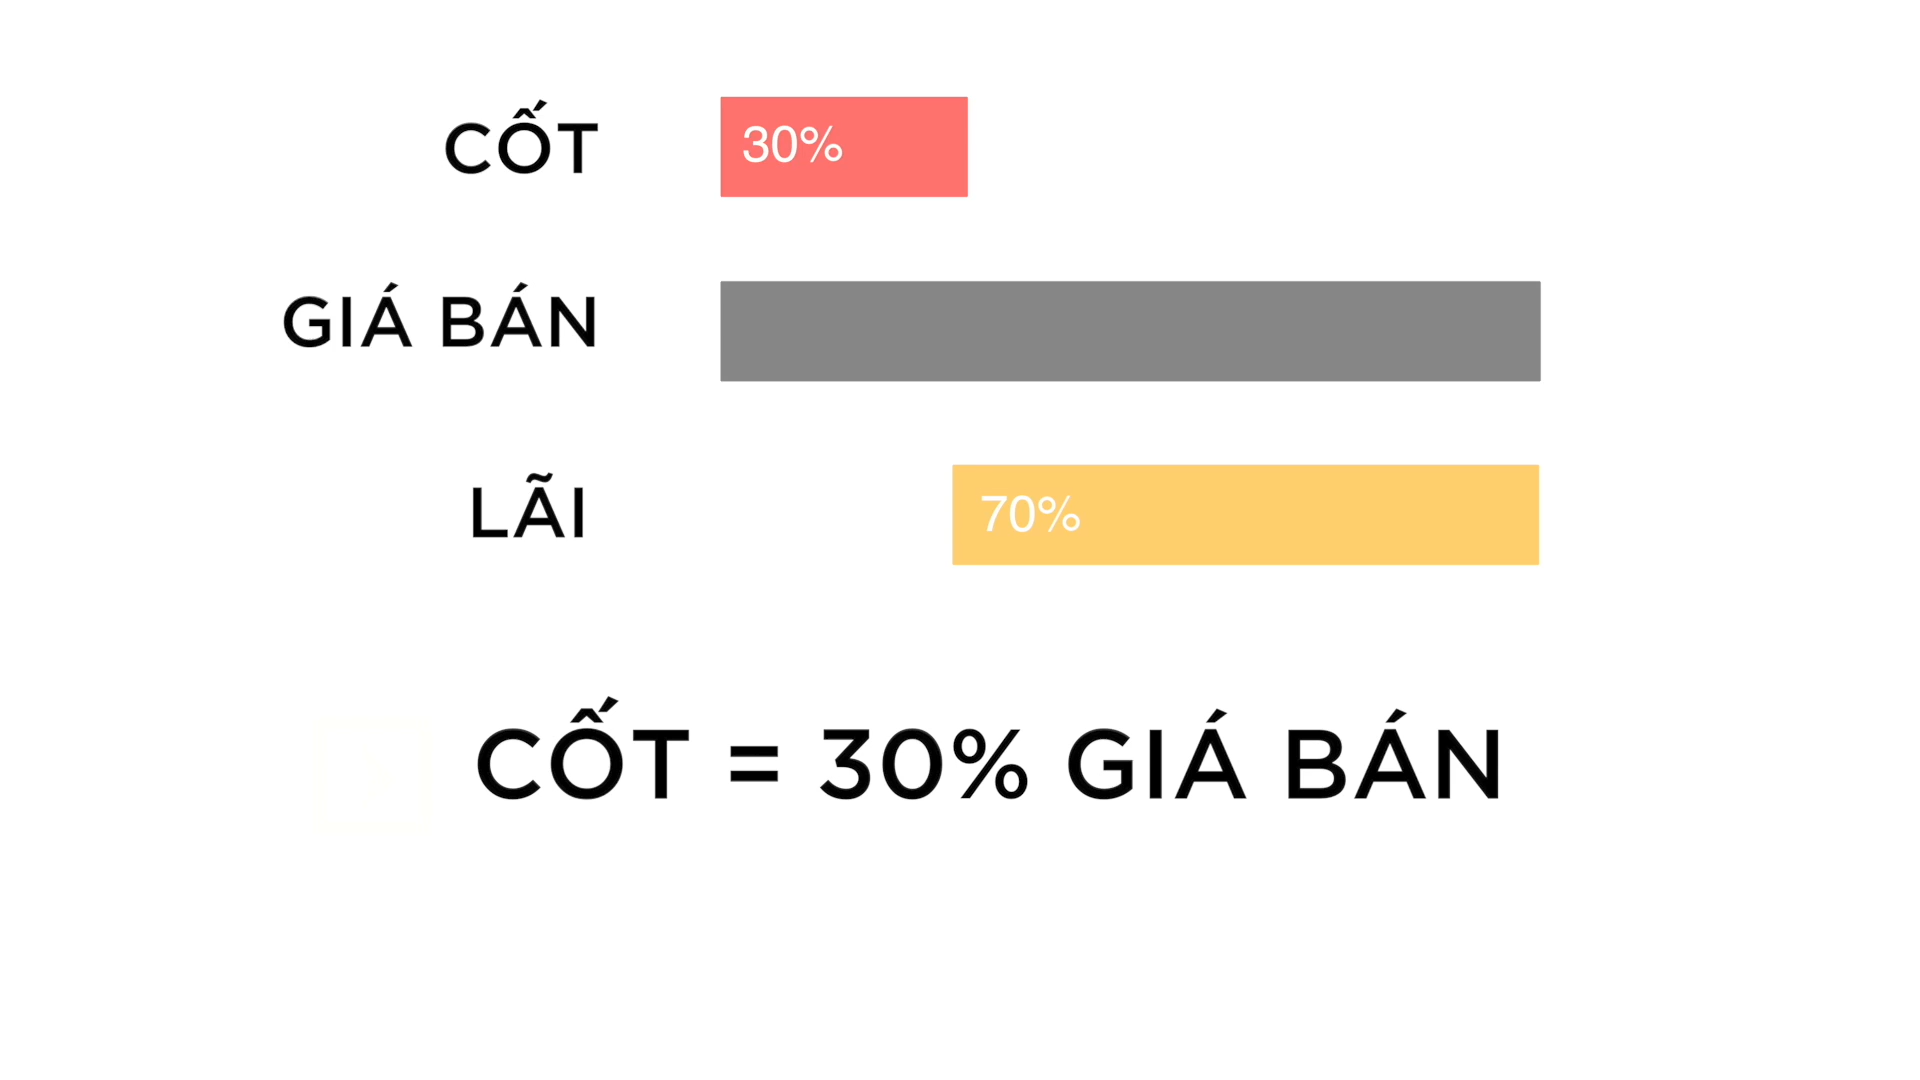 CỐT
30%
GIÁ BÁN
LÃI
70%
CỐT = 30% GIÁ BÁN